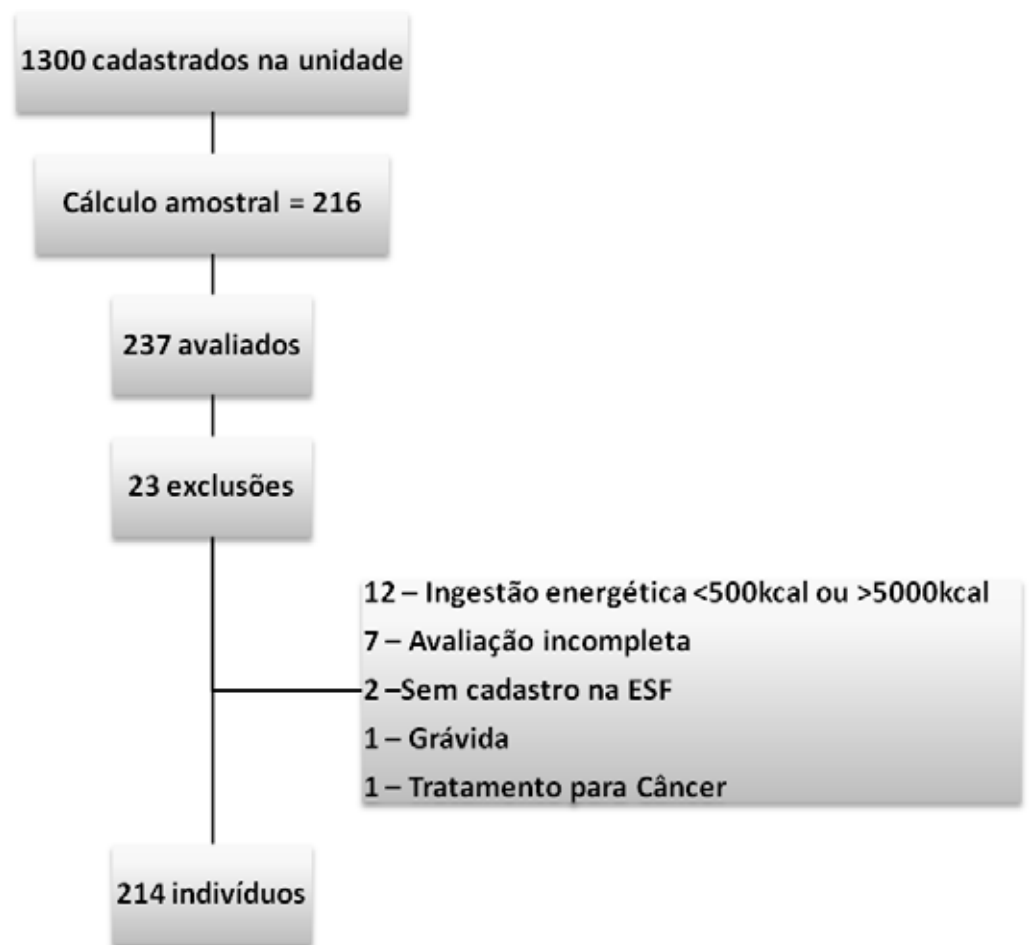 1300 cadastrados na unidade
Cálculo amostral = 216
237 avaliados
23 exclusões
12 – Ingestão energética <500kcal ou >5000kcal
7 – Avaliação incompleta
2 –Sem cadastro na ESF
1 – Grávida
1 – Tratamento para Câncer
214 indivíduos